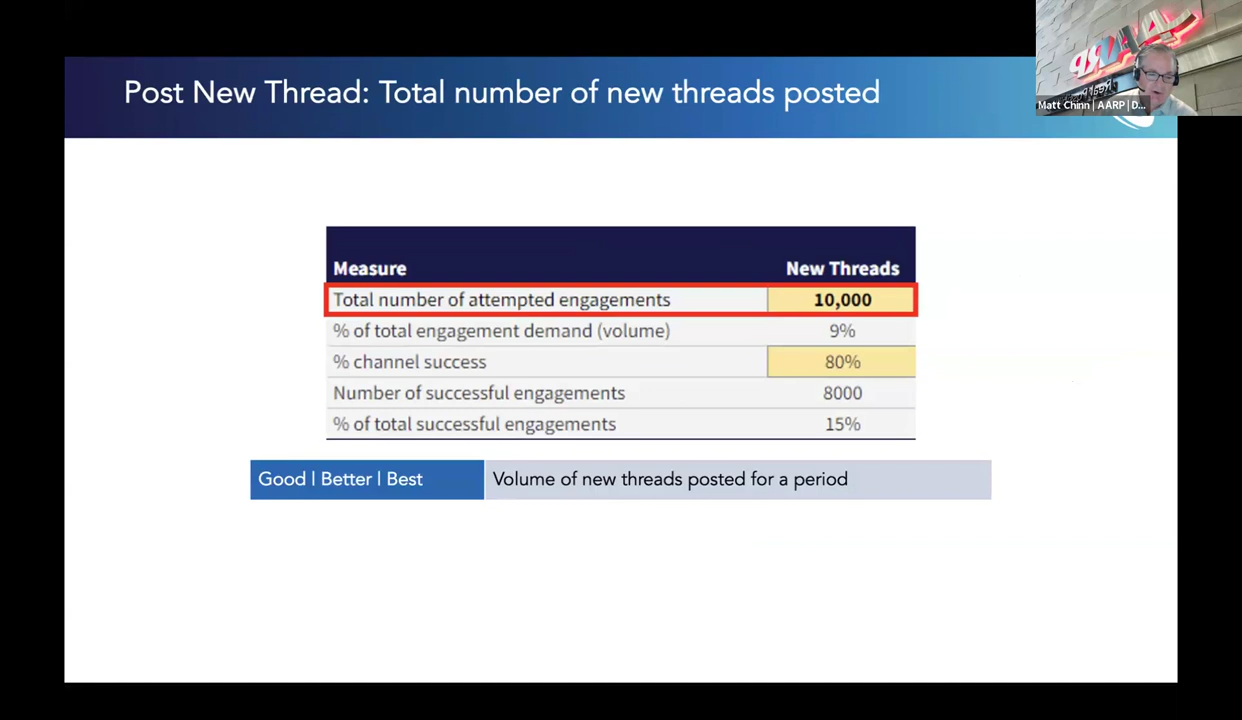 Post New Thread: Total number of new threads posted
AARP
Matt Chinn | AARP | D...
Measure New Threads
Total number of attempted engagements 10,000
% of total engagement demand (volume) 9%
% channel success 80%
Number of successful engagements 8000
% of total successful engagements 15%
Good | Better | Best Volume of new threads posted for a period